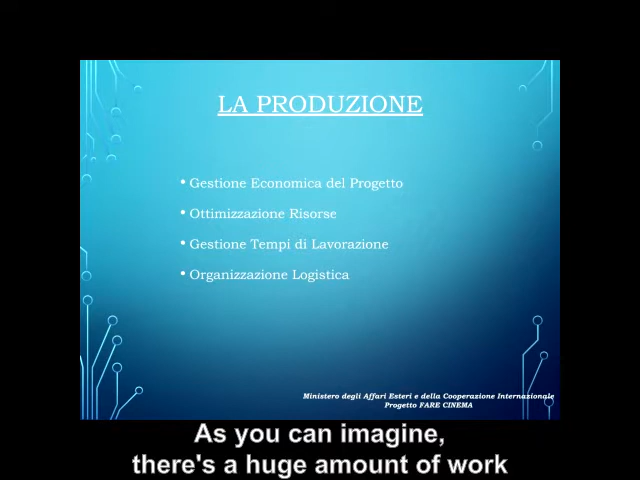 LA PRODUZIONE
• Gestione Economica del Progetto
• Ottimizzazione Risorse
• Gestione Tempi di Lavorazione
• Organizzazione Logistica
Ministero degli Affari Esteri e della Cooperazione Internazionale
Progetto FARE CINEMA
As you can imagine,
there's a huge amount of work